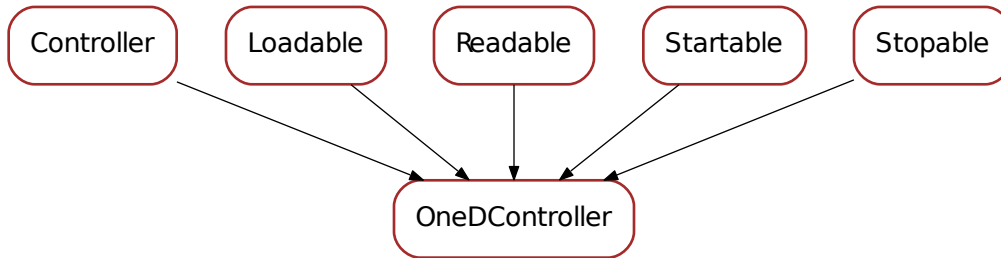 Controller
Loadable
Readable
Startable
Stopable
OneDController